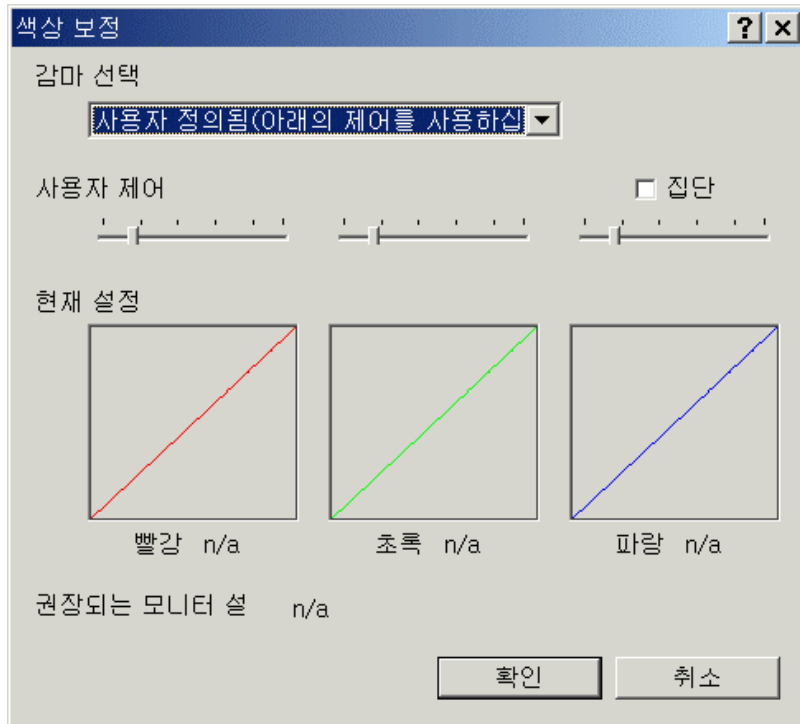 색상 보정
감마 선택
사용자 정의됨(아래의 제어를 사용하십
사용자 제어
집단
현재 설정
빨강 n/a 초록 n/a 파랑 n/a
권장되는 모니터 설 n/a
확인 취소